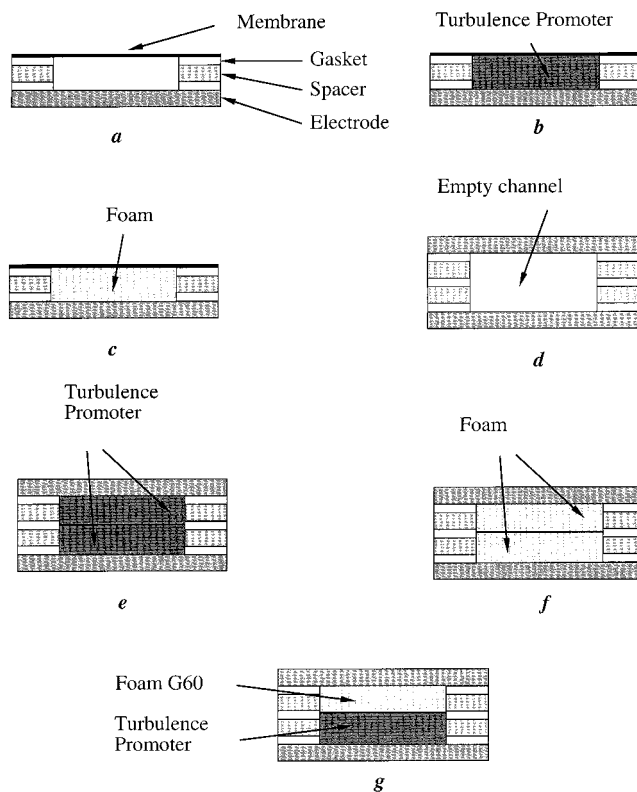 Membrane
Gasket
Spacer
Electrode
a
Turbulence Promoter
b
Foam
c
Empty channel
d
Turbulence
Promoter
e
Foam
f
Foam G60
Turbulence
Promoter
g